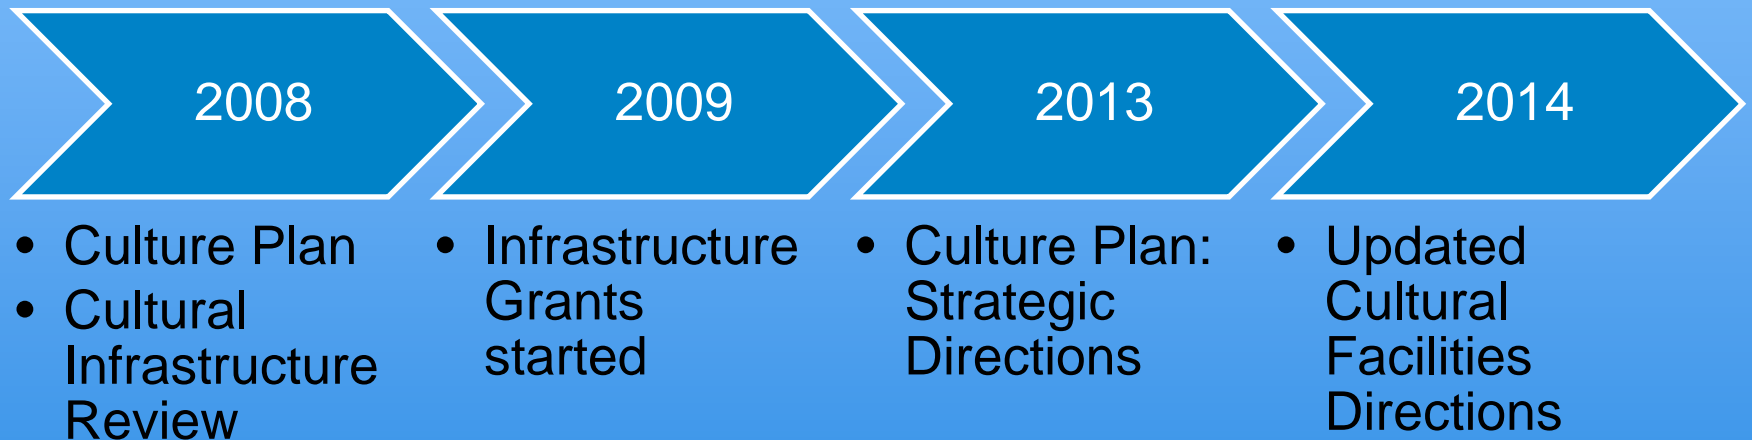 2008
2009
2013
2014
• Culture Plan
• Cultural
Infrastructure
Review
• Infrastructure
Grants
started
• Culture Plan:
Strategic
Directions
• Updated
Cultural
Facilities
Directions